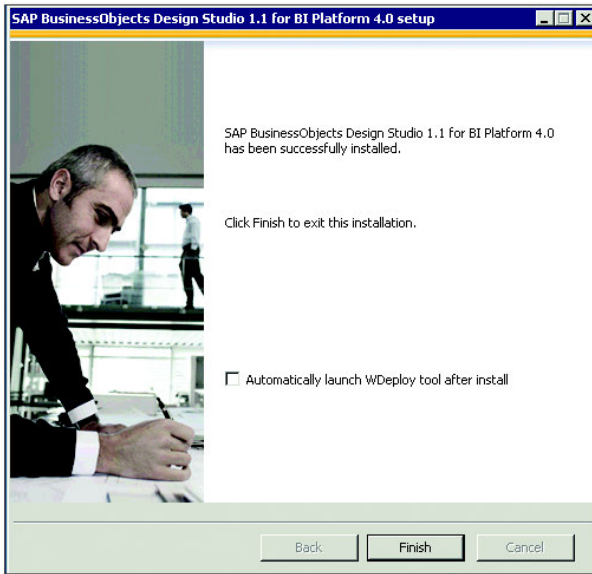 SAP BusinessObjects Design Studio 1.1 for BI Platform 4.0 setup
SAP BusinessObjects Design Studio 1.1 for BI Platform 4.0
has been successfully installed.
Click Finish to exit this installation.
Automatically launch WDeploy tool after install
Back
Finish
Cancel